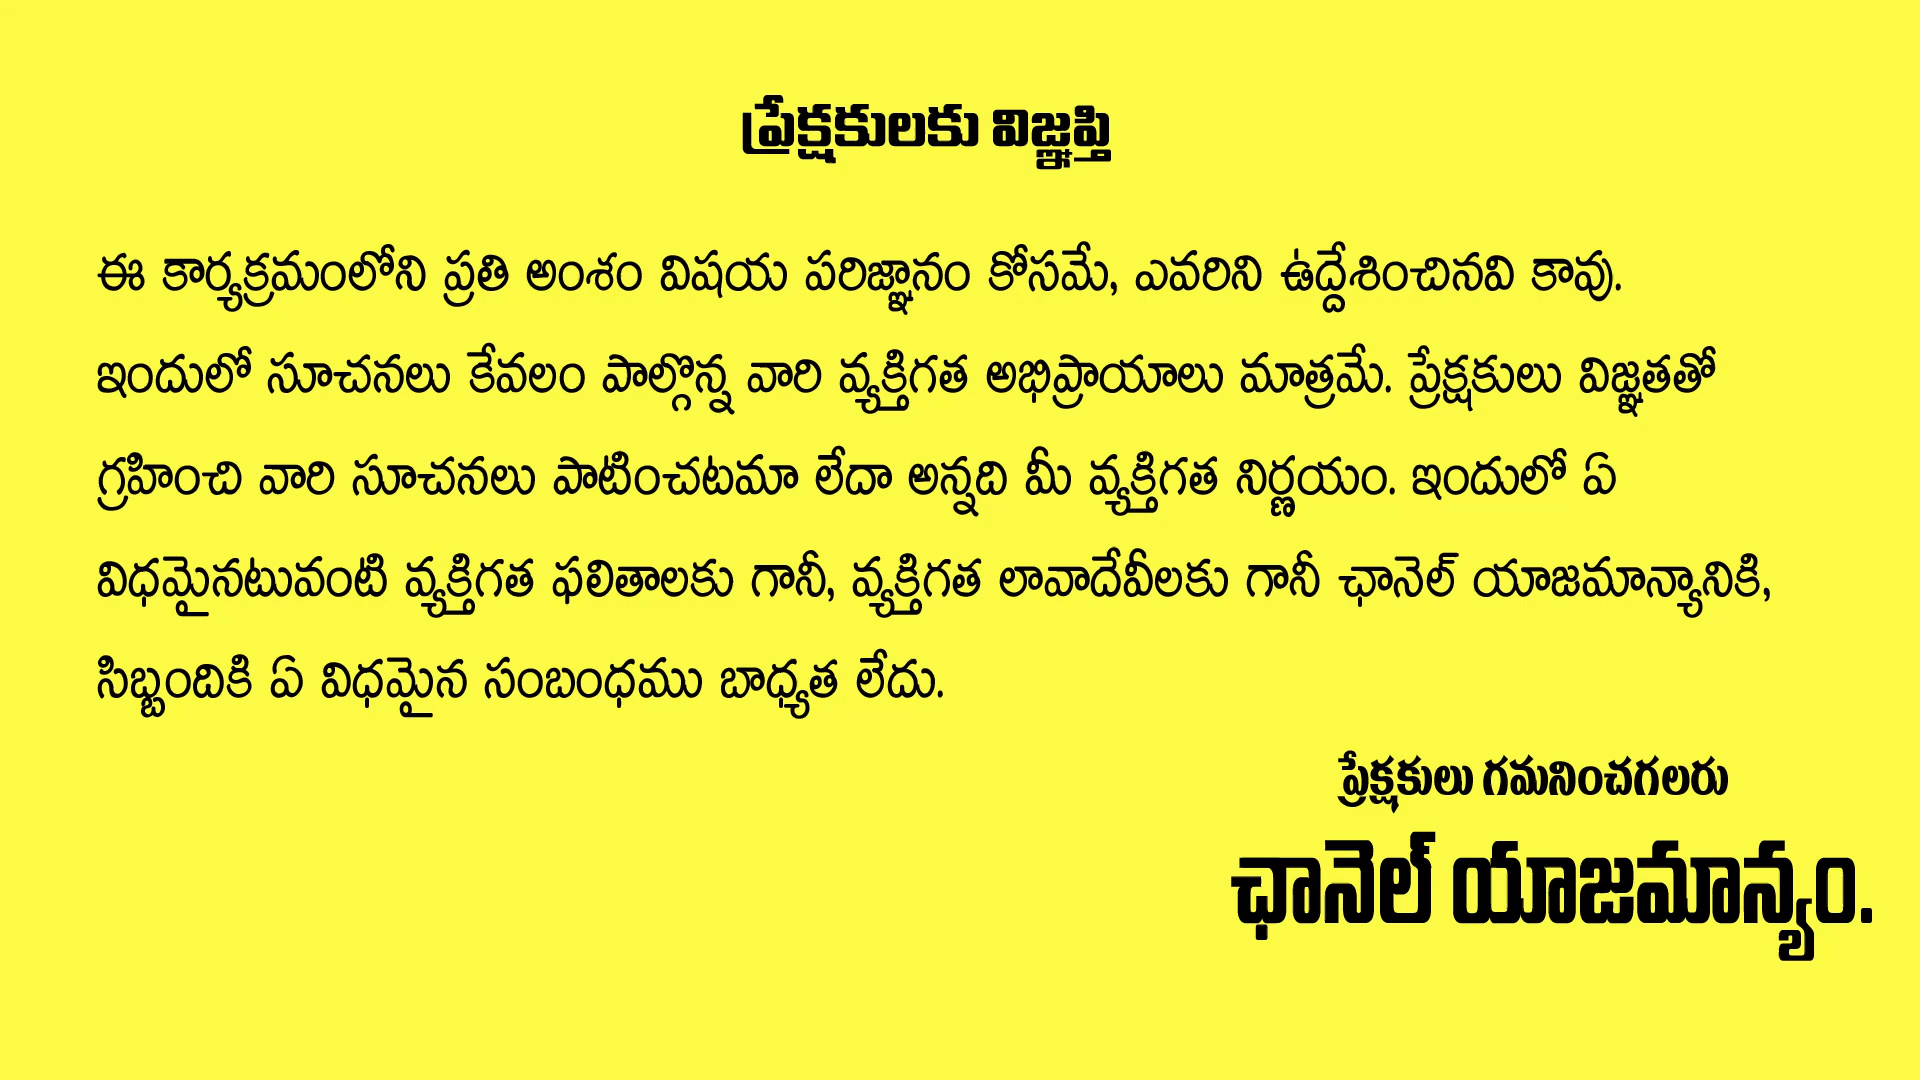 ప్రేక్షకులకు విజ్ఞప్తి
ఈ కార్యక్రమంలోని ప్రతి అంశం విషయ పరిజ్ఞానం కోసమే, ఎవరిని ఉద్దేశించినవి కావు.
ఇందులో సూచనలు కేవలం పాల్గొన్న వారి వ్యక్తిగత అభిప్రాయాలు మాత్రమే. ప్రేక్షకులు విజ్ఞతతో
గ్రహించి వారి సూచనలు పాటించటమా లేదా అన్నది మీ వ్యక్తిగత నిర్ణయం. ఇందులో ఏ
విధమైనటువంటి వ్యక్తిగత ఫలితాలకు గానీ, వ్యక్తిగత లావాదేవీలకు గానీ ఛానెల్ యాజమాన్యానికి,
సిబ్బందికి ఏ విధమైన సంబంధము బాధ్యత లేదు.
ప్రేక్షకులు గమనించగలరు
ఛానెల్ యాజమాన్యం.